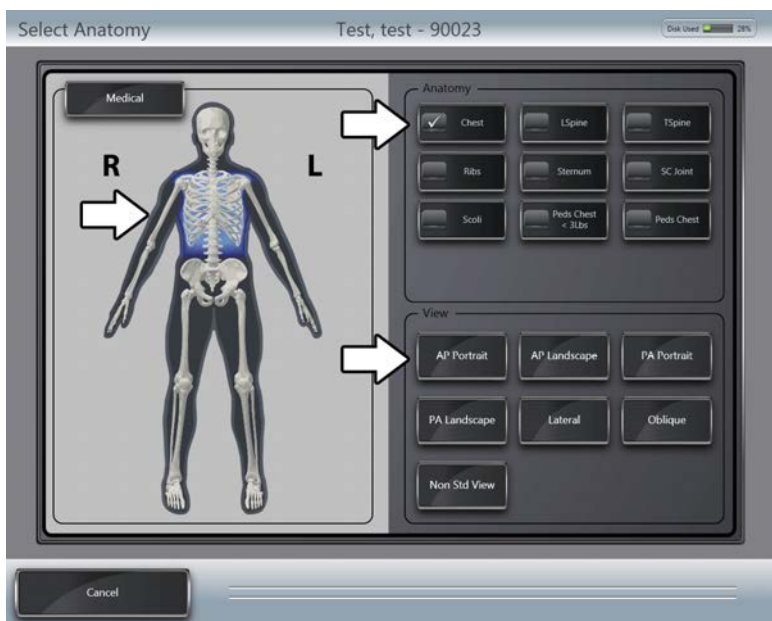 Select Anatomy
Test, test - 90023
Disk Used 28%
Medical
R
L
Anatomy
Chest
LSpine
TSpine
Ribs
Sternum
SC Joint
Scoli
Peds Chest
< 3Lbs
Peds Chest
View
AP Portrait
AP Landscape
PA Portrait
PA Landscape
Lateral
Oblique
Non Std View
Cancel